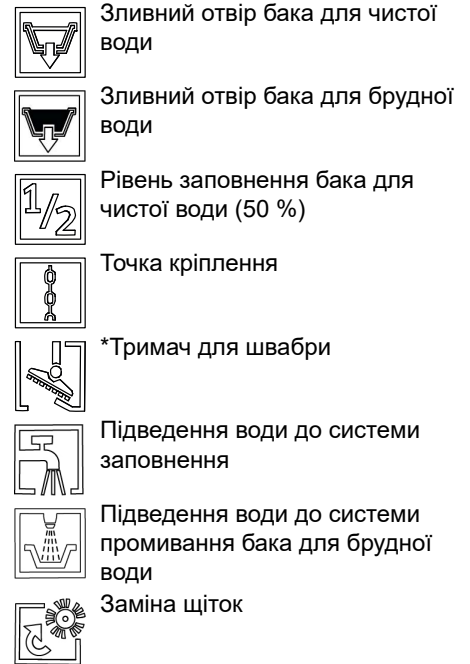 Зливний отвір бака для чистої
води
Зливний отвір бака для брудної
води
1/2
Рівень заповнення бака для
чистої води (50 %)
Точка кріплення
*Тримач для швабри
Підведення води до системи
заповнення
Підведення води до системи
промивання бака для брудної
води
Заміна щіток